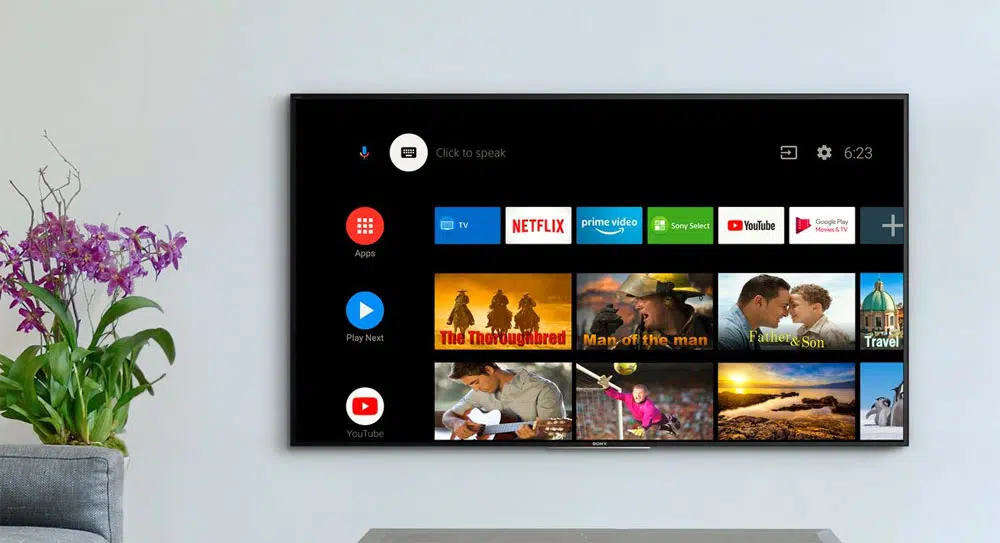 Click to speak
6:23
Apps
TV
NETFLIX
prime video
Sony Select
YouTube
Google Play
Movies & TV
Play Next
The Thoroughbred
Man of the man
Father & Son
Travel
YouTube
SONY